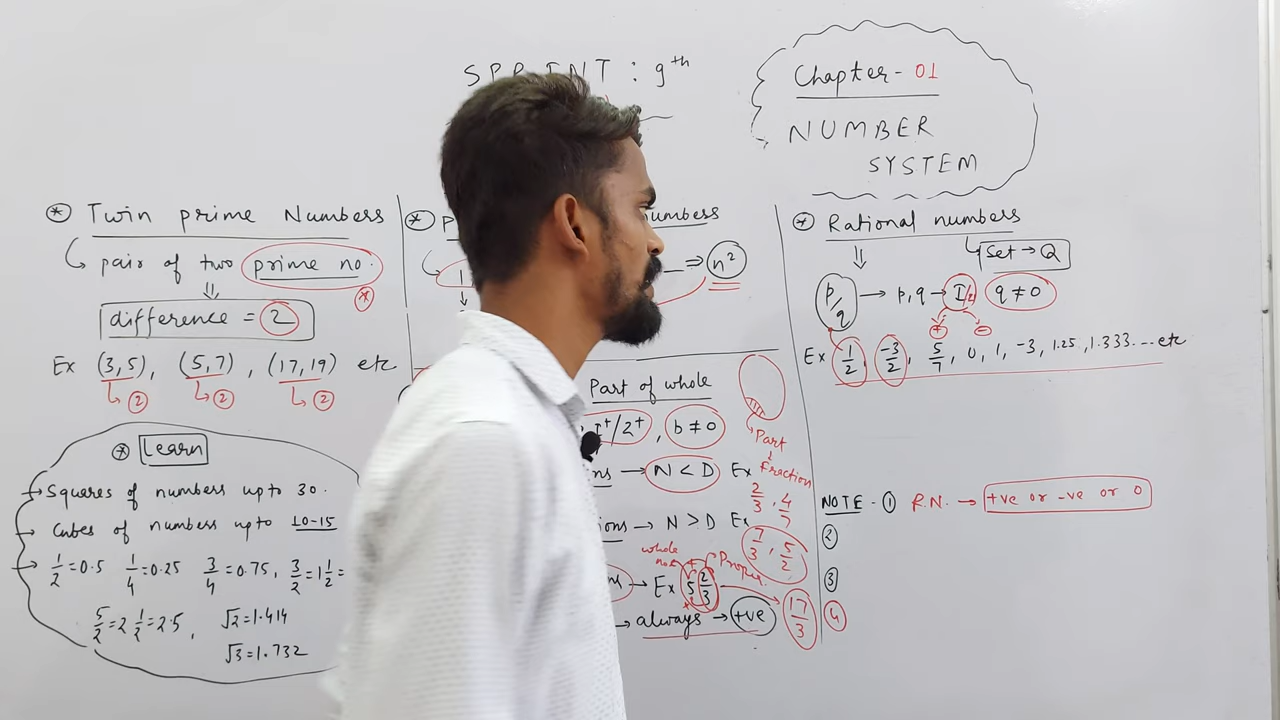 SPRINT : 9th
Chapter- 01
NUMBER
SYSTEM
* Twin prime Numbers
pair of two prime no.
*
difference = 2
Ex (3,5), (5,7), (17,19) etc
2 2 2
* Learn
→ Squares of numbers upto 30.
→ Cubes of numbers upto 10-15
→ 1/2=0.5 1/4=0.25 3/4=0.75, 3/2=1 1/2=
5/2=2 1/2=2.5, √2=1.414
√3=1.732
* P umbers
1 ⇒ n²
Part of whole
I⁺/Z⁺, b≠0
Part
Fraction
ns → N<D Ex 2/3, 4/7
ions → N>D Ex 7/3, 5/2
whole no. + Proper.
ns → Ex 5 2/3 → 17/3
→ always → +ve
* Rational numbers
Set → Q
p/q → p,q → I/Z q≠0
+ -
Ex 1/2, -3/2, 5/7, 0, 1, -3, 1.25, 1.333... etc
NOTE - ① R.N. → +ve or -ve or 0
②
③
④